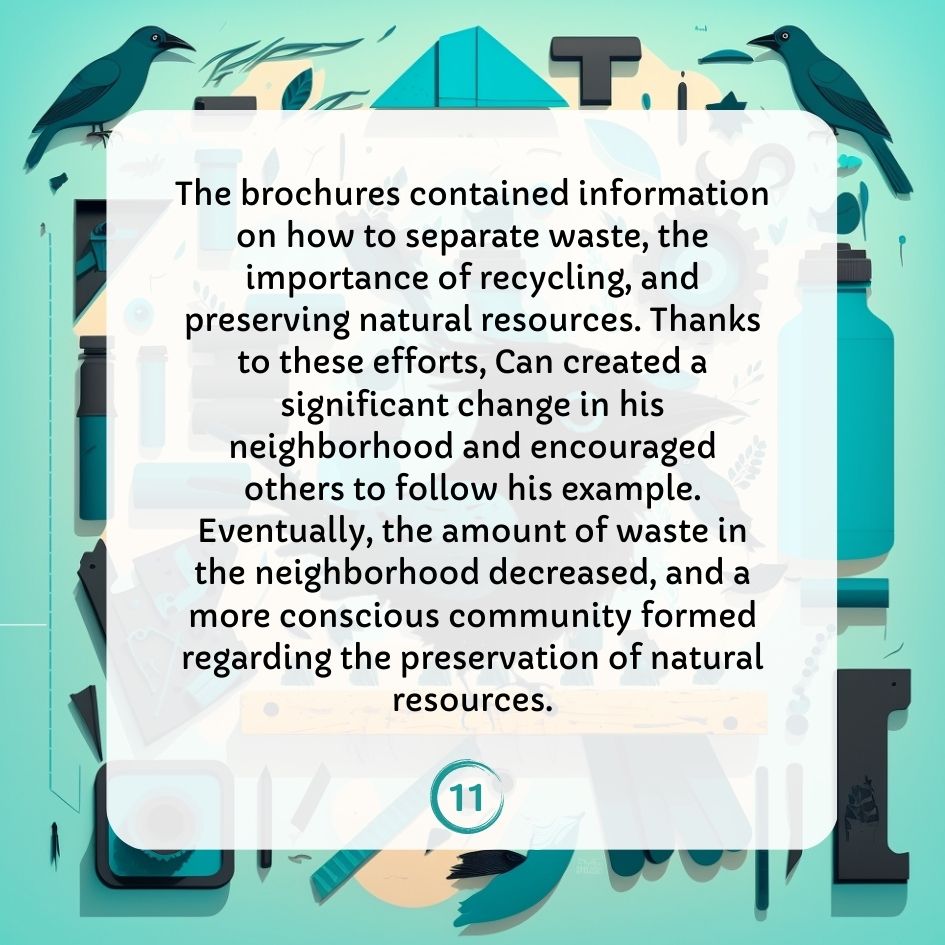 The brochures contained information
on how to separate waste, the
importance of recycling, and
preserving natural resources. Thanks
to these efforts, Can created a
significant change in his
neighborhood and encouraged
others to follow his example.
Eventually, the amount of waste in
the neighborhood decreased, and a
more conscious community formed
regarding the preservation of natural
resources.
11